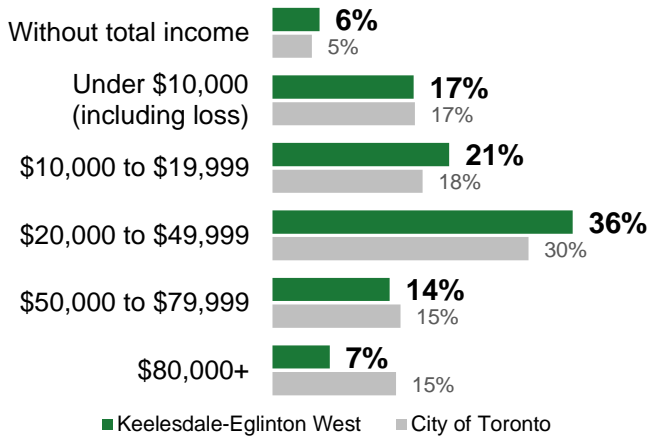 Without total income
6%
5%
Under $10,000
(including loss)
17%
17%
$10,000 to $19,999
21%
18%
$20,000 to $49,999
36%
30%
$50,000 to $79,999
14%
15%
$80,000+
7%
15%
Keelesdale-Eglinton West
City of Toronto